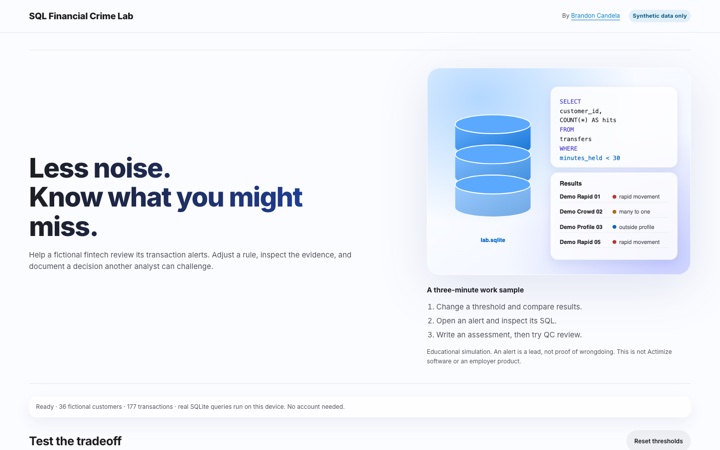 SQL Financial Crime Lab
By Brandon Candela
Synthetic data only
Less noise.
Know what you might
miss.
Help a fictional fintech review its transaction alerts. Adjust a rule, inspect the evidence, and
document a decision another analyst can challenge.
SELECT
customer_id,
COUNT(*) AS hits
FROM
transfers
WHERE
minutes_held < 30
lab.sqlite
Results
Demo Rapid 01 rapid movement
Demo Crowd 02 many to one
Demo Profile 03 outside profile
Demo Rapid 05 rapid movement
A three-minute work sample
1. Change a threshold and compare results.
2. Open an alert and inspect its SQL.
3. Write an assessment, then try QC review.
Educational simulation. An alert is a lead, not proof of wrongdoing. This is not Actimize
software or an employer product.
Ready · 36 fictional customers · 177 transactions · real SQLite queries run on this device. No account needed.
Test the tradeoff
Reset thresholds